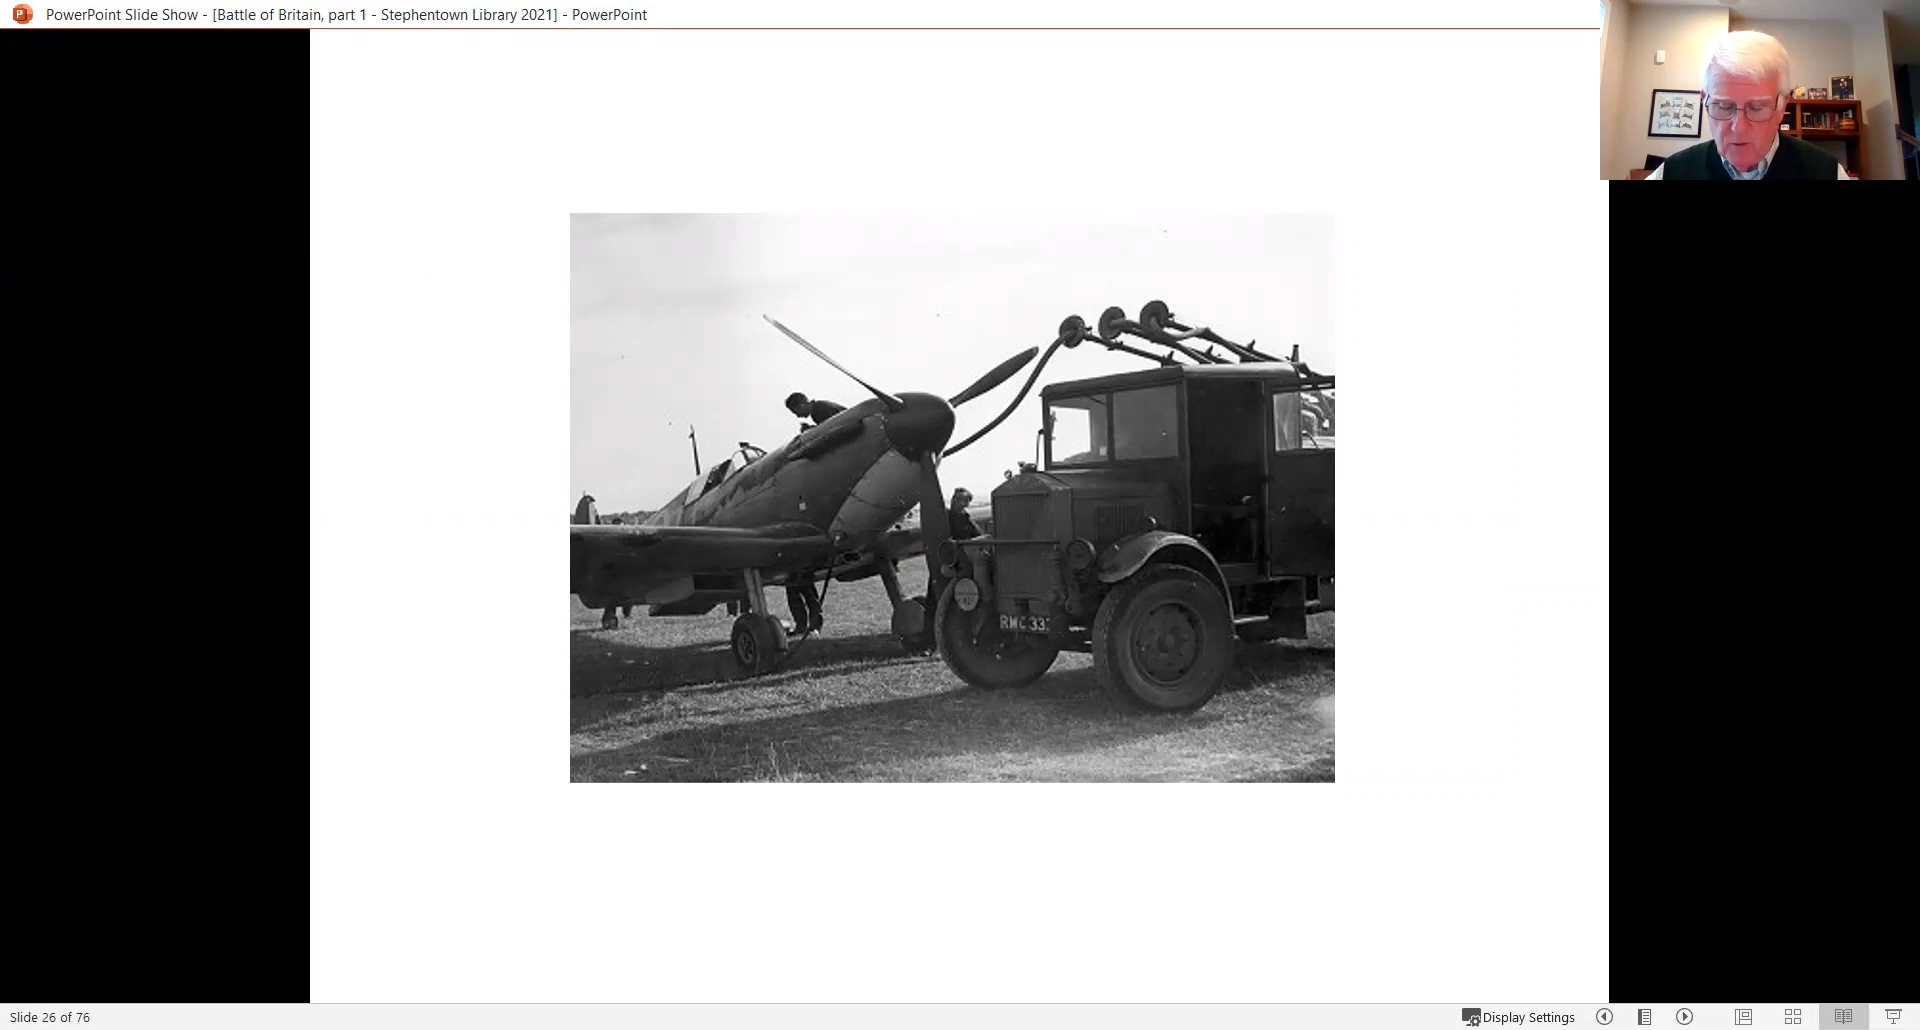 PowerPoint Slide Show - [Battle of Britain, part 1 - Stephentown Library 2021] - PowerPoint
RMC 33
Slide 26 of 76
Display Settings